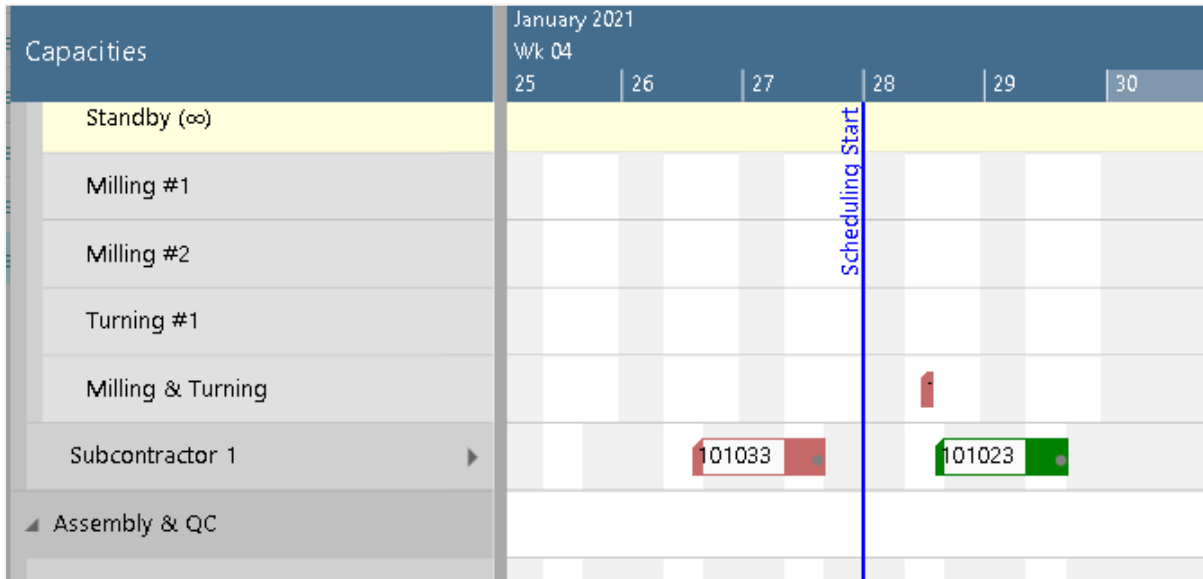 Capacities
January 2021
Wk 04
25 26 27 28 29 30
Standby (∞)
Scheduling Start
Milling #1
Milling #2
Turning #1
Milling & Turning
Subcontractor 1 101033 101023
Assembly & QC